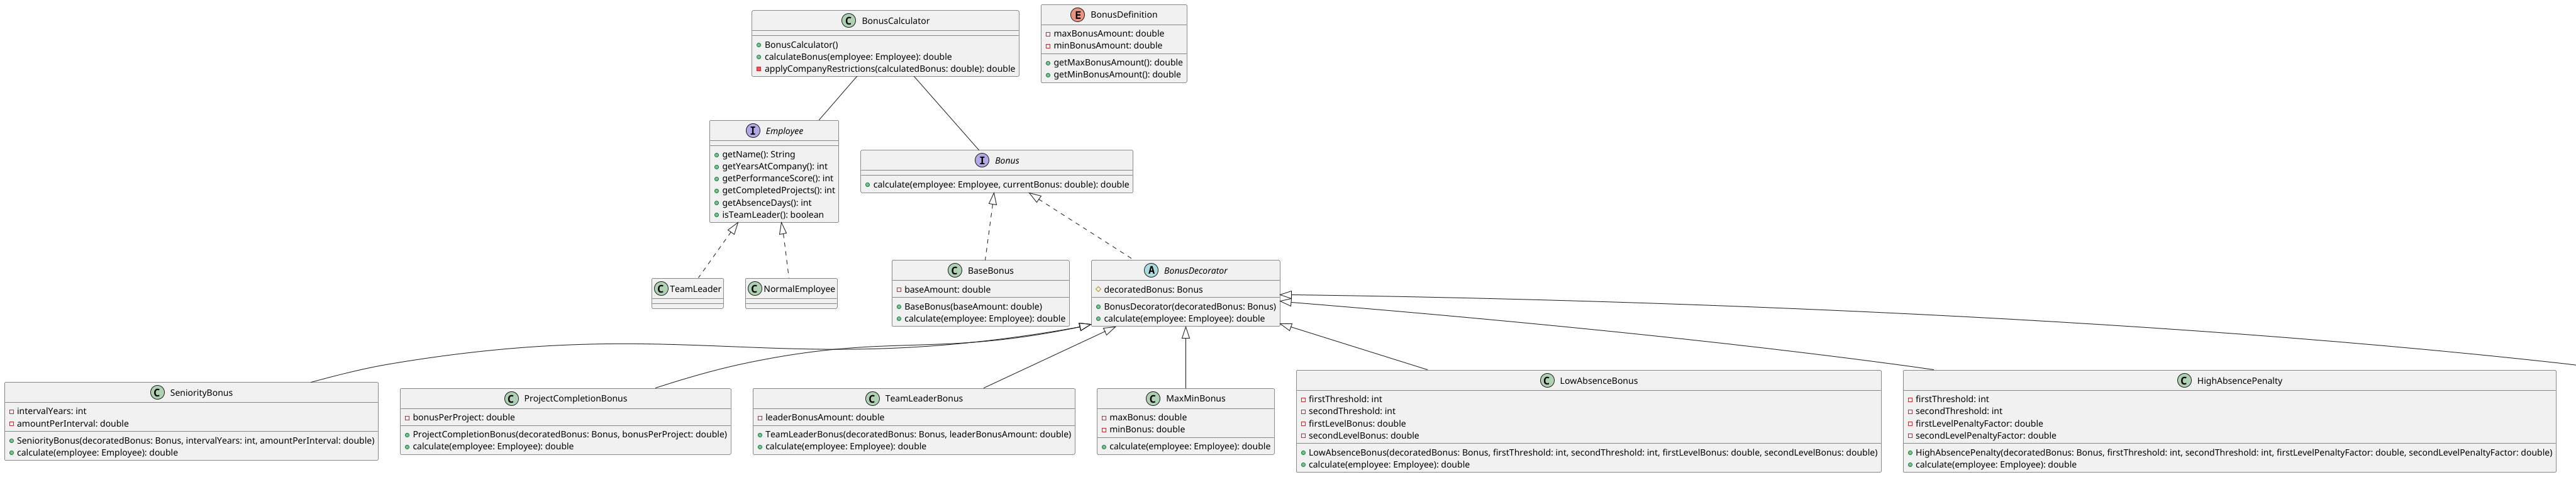 C BonusCalculator
BonusCalculator()
calculateBonus(employee: Employee): double
applyCompanyRestrictions(calculatedBonus: double): double
E BonusDefinition
maxBonusAmount: double
minBonusAmount: double
getMaxBonusAmount(): double
getMinBonusAmount(): double
I Employee
getName(): String
getYearsAtCompany(): int
getPerformanceScore(): int
getCompletedProjects(): int
getAbsenceDays(): int
isTeamLeader(): boolean
I Bonus
calculate(employee: Employee, currentBonus: double): double
C TeamLeader
C NormalEmployee
C BaseBonus
baseAmount: double
BaseBonus(baseAmount: double)
calculate(employee: Employee): double
A BonusDecorator
decoratedBonus: Bonus
BonusDecorator(decoratedBonus: Bonus)
calculate(employee: Employee): double
C SeniorityBonus
intervalYears: int
amountPerInterval: double
SeniorityBonus(decoratedBonus: Bonus, intervalYears: int, amountPerInterval: double)
calculate(employee: Employee): double
C ProjectCompletionBonus
bonusPerProject: double
ProjectCompletionBonus(decoratedBonus: Bonus, bonusPerProject: double)
calculate(employee: Employee): double
C TeamLeaderBonus
leaderBonusAmount: double
TeamLeaderBonus(decoratedBonus: Bonus, leaderBonusAmount: double)
calculate(employee: Employee): double
C MaxMinBonus
maxBonus: double
minBonus: double
calculate(employee: Employee): double
C LowAbsenceBonus
firstThreshold: int
secondThreshold: int
firstLevelBonus: double
secondLevelBonus: double
LowAbsenceBonus(decoratedBonus: Bonus, firstThreshold: int, secondThreshold: int, firstLevelBonus: double, secondLevelBonus: double)
calculate(employee: Employee): double
C HighAbsencePenalty
firstThreshold: int
secondThreshold: int
firstLevelPenaltyFactor: double
secondLevelPenaltyFactor: double
HighAbsencePenalty(decoratedBonus: Bonus, firstThreshold: int, secondThreshold: int, firstLevelPenaltyFactor: double, secondLevelPenaltyFactor: double)
calculate(employee: Employee): double